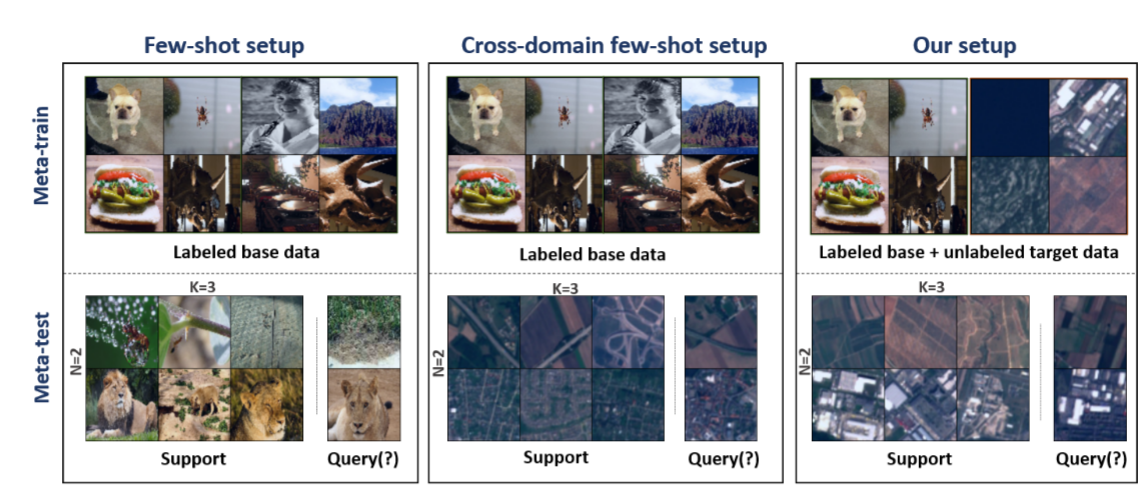 Few-shot setup
Cross-domain few-shot setup
Our setup
Meta-train
Labeled base data
Labeled base data
Labeled base + unlabeled target data
Meta-test
K=3
N=2
Support
Query(?)
K=3
N=2
Support
Query(?)
K=3
N=2
Support
Query(?)